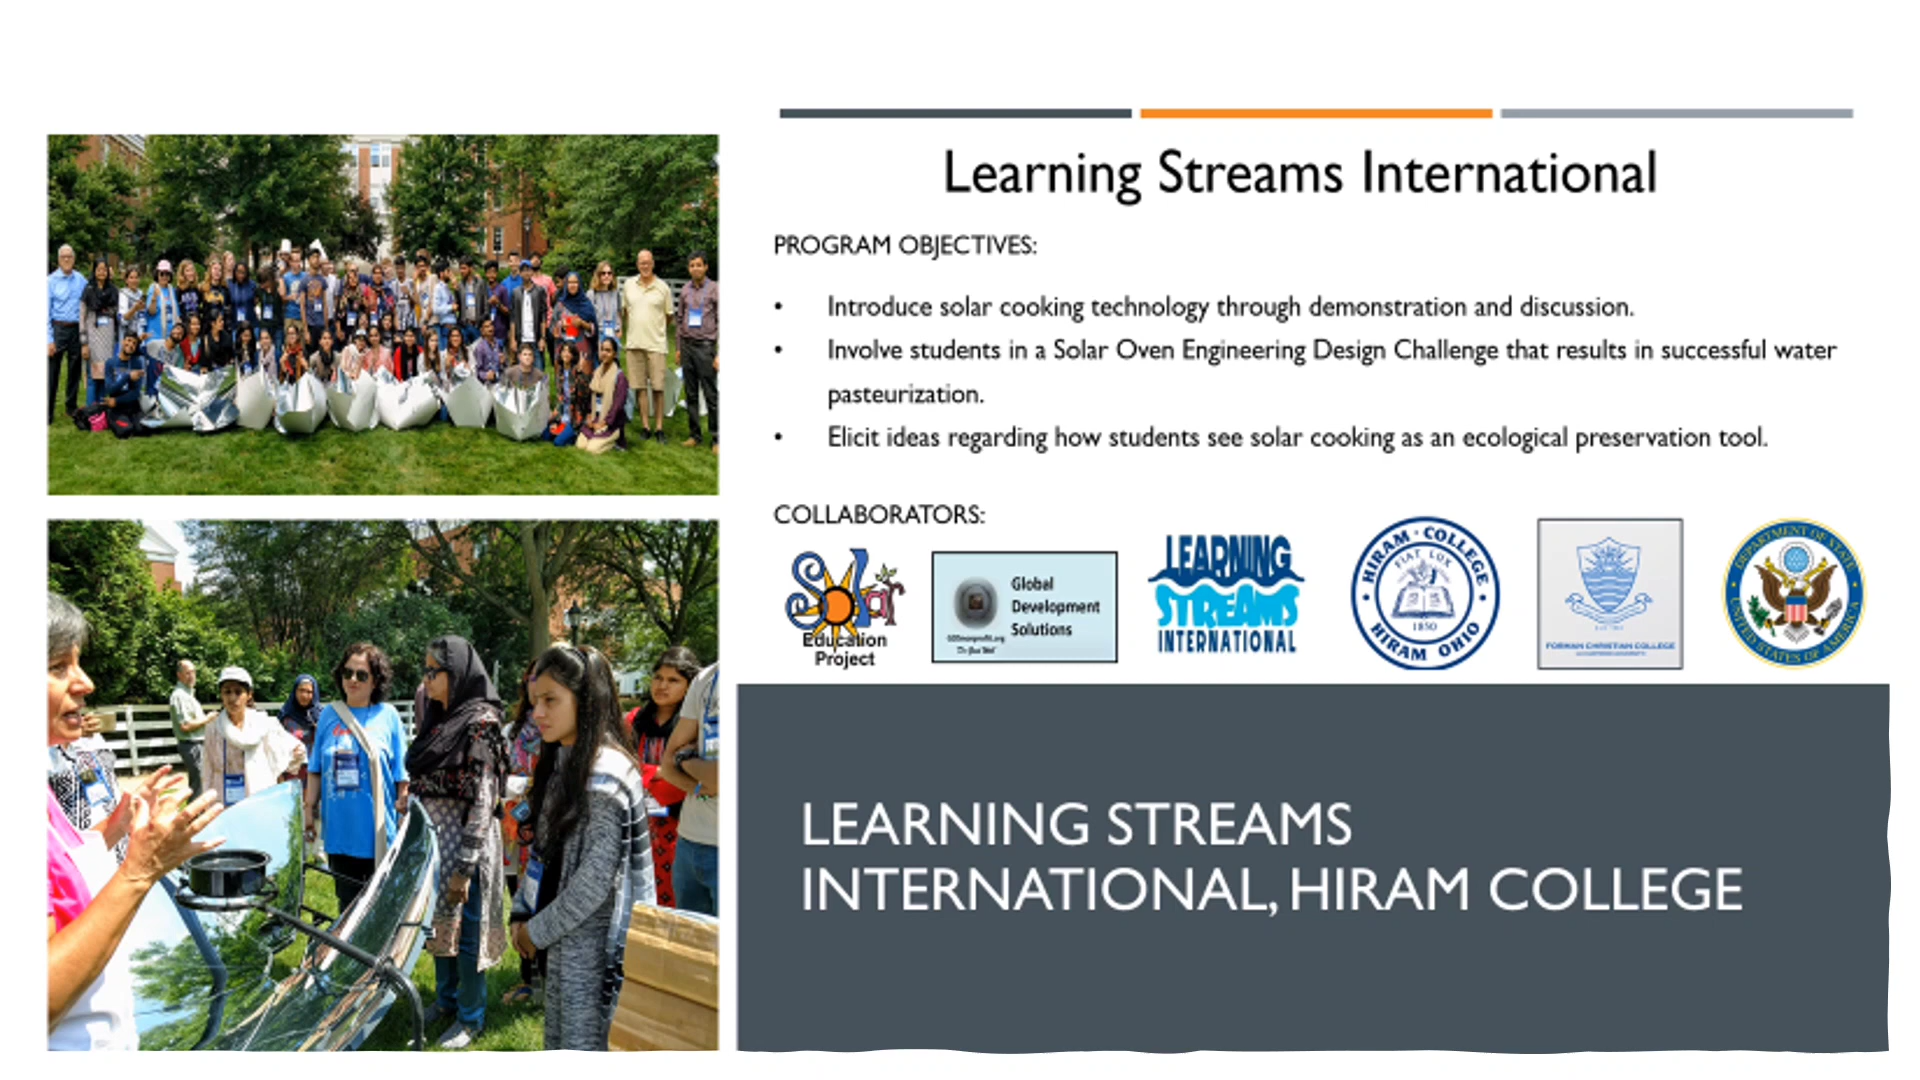 Learning Streams International
PROGRAM OBJECTIVES:
• Introduce solar cooking technology through demonstration and discussion.
• Involve students in a Solar Oven Engineering Design Challenge that results in successful water
pasteurization.
• Elicit ideas regarding how students see solar cooking as an ecological preservation tool.
COLLABORATORS:
Solar
Education
Project
Global
Development
Solutions
GDSnonprofit.org
LEARNING
STREAMS
INTERNATIONAL
HIRAM · COLLEGE
FIAT LUX
1850
HIRAM OHIO
FORMAN CHRISTIAN COLLEGE
DEPARTMENT OF STATE
UNITED STATES OF AMERICA
LEARNING STREAMS
INTERNATIONAL, HIRAM COLLEGE